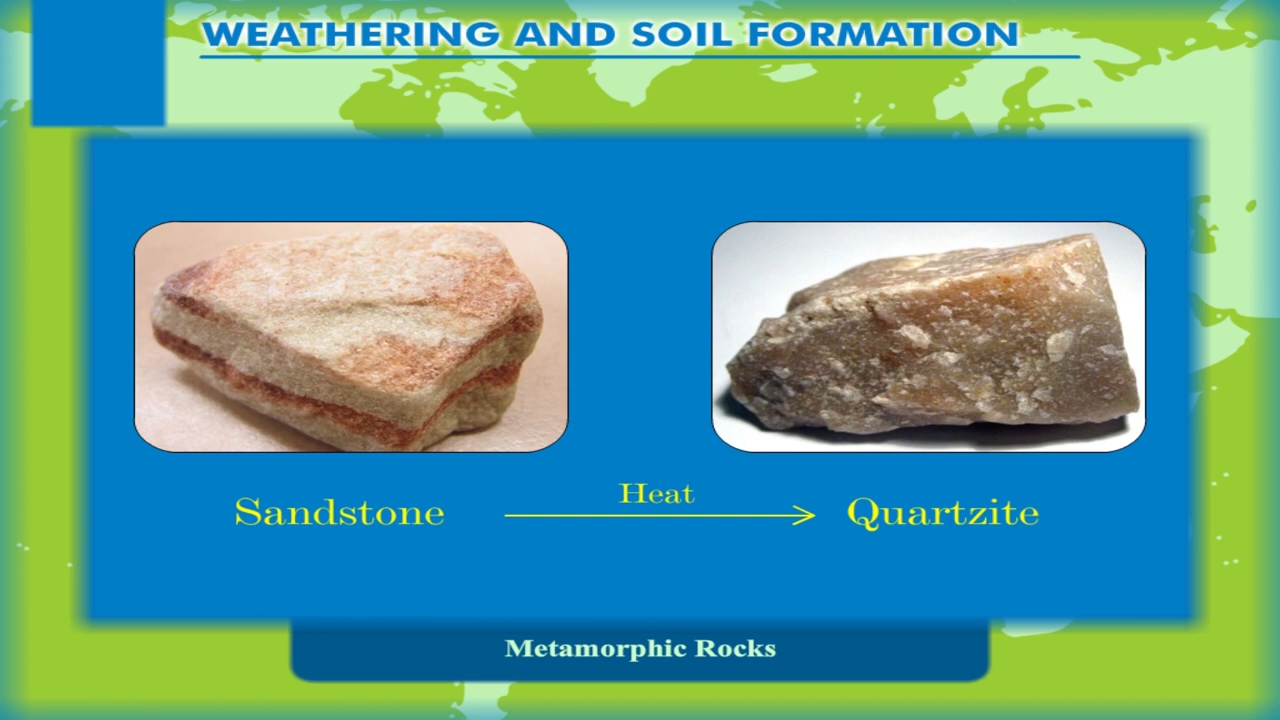 WEATHERING AND SOIL FORMATION
Heat
Sandstone
Quartzite
Metamorphic Rocks